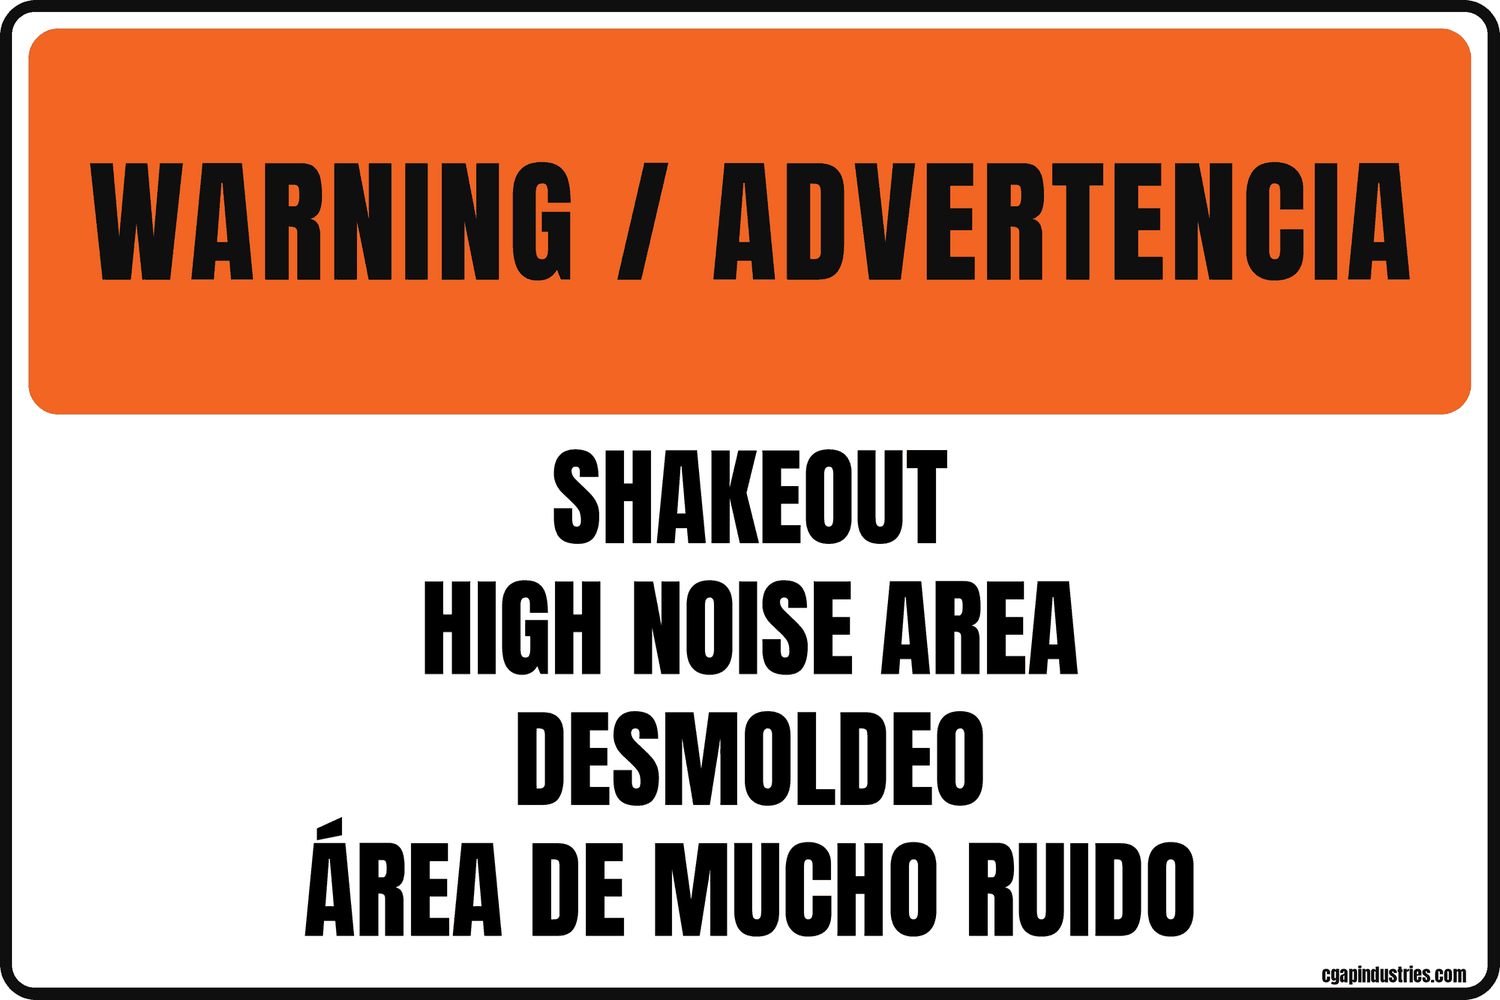 WARNING / ADVERTENCIA
SHAKEOUT
HIGH NOISE AREA
DESMOLDEO
ÁREA DE MUCHO RUIDO
cgapindustries.com